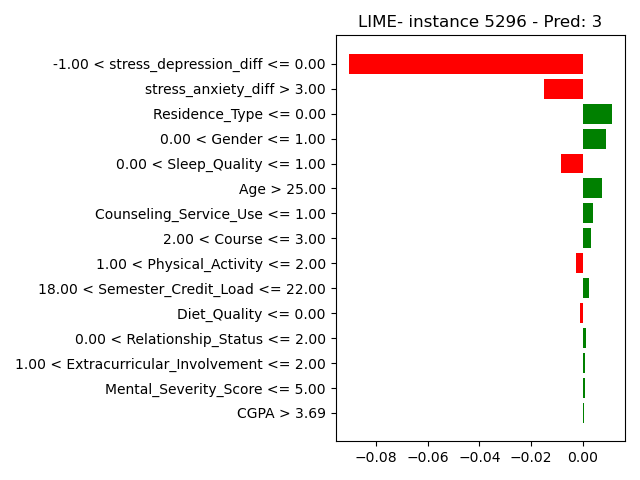 LIME- instance 5296 - Pred: 3
-1.00 < stress_depression_diff <= 0.00
stress_anxiety_diff > 3.00
Residence_Type <= 0.00
0.00 < Gender <= 1.00
0.00 < Sleep_Quality <= 1.00
Age > 25.00
Counseling_Service_Use <= 1.00
2.00 < Course <= 3.00
1.00 < Physical_Activity <= 2.00
18.00 < Semester_Credit_Load <= 22.00
Diet_Quality <= 0.00
0.00 < Relationship_Status <= 2.00
1.00 < Extracurricular_Involvement <= 2.00
Mental_Severity_Score <= 5.00
CGPA > 3.69
−0.08 −0.06 −0.04 −0.02 0.00